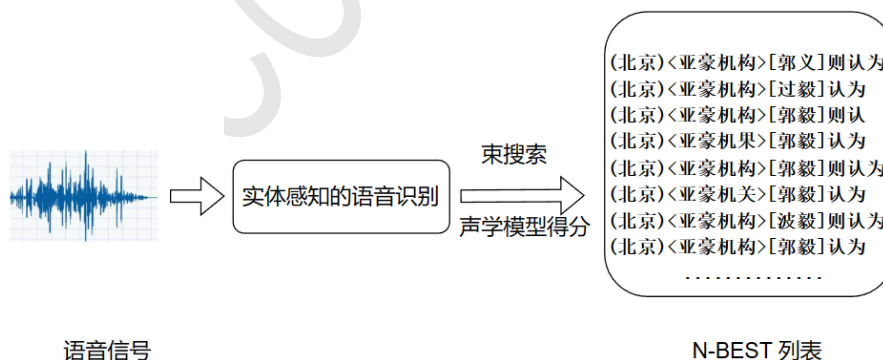 (北京)<亚豪机构>[郭义]则认为
(北京)<亚豪机构>[过毅]认为
(北京)<亚豪机构>[郭毅]则认
(北京)<亚豪机果>[郭毅]认为
(北京)<亚豪机构>[郭毅]则认为
(北京)<亚豪机关>[郭毅]认为
(北京)<亚豪机构>[波毅]则认为
(北京)<亚豪机构>[郭毅]认为
..............
实体感知的语音识别
束搜索
声学模型得分
语音信号
N-BEST 列表